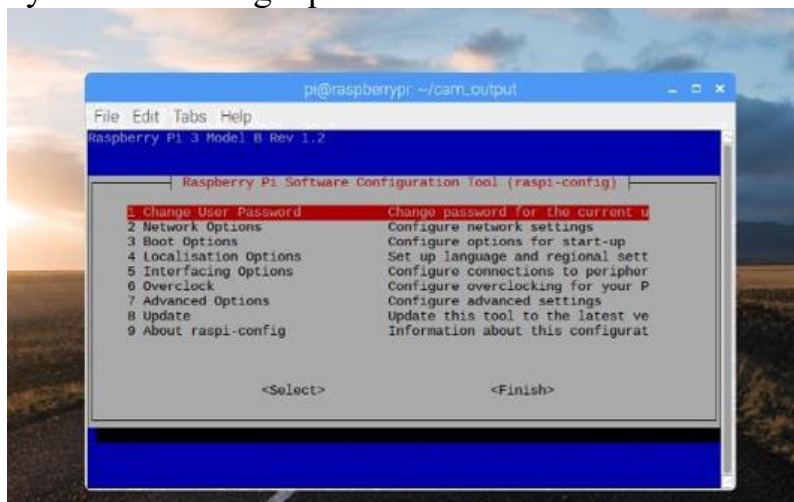 pi@raspberrypi: ~/cam_output
File Edit Tabs Help
Raspberry Pi 3 Model B Rev 1.2
Raspberry Pi Software Configuration Tool (raspi-config)
1 Change User Password Change password for the current u
2 Network Options Configure network settings
3 Boot Options Configure options for start-up
4 Localisation Options Set up language and regional sett
5 Interfacing Options Configure connections to peripher
6 Overclock Configure overclocking for your P
7 Advanced Options Configure advanced settings
8 Update Update this tool to the latest ve
9 About raspi-config Information about this configurat
<Select> <Finish>